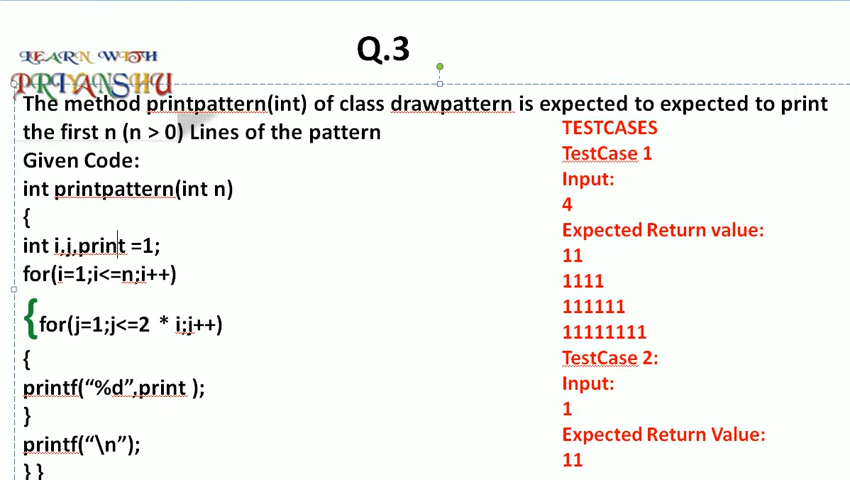 Q.3
LEARN WITH
PRIYANSHU
The method printpattern(int) of class drawpattern is expected to expected to print
the first n (n > 0) Lines of the pattern
Given Code:
int printpattern(int n)
{
int i,j,print =1;
for(i=1;i<=n;i++)
{for(j=1;j<=2 * i;j++)
{
printf(“%d”,print );
}
printf(“\n”);
} }
TESTCASES
TestCase 1
Input:
4
Expected Return value:
11
1111
111111
11111111
TestCase 2:
Input:
1
Expected Return Value:
11